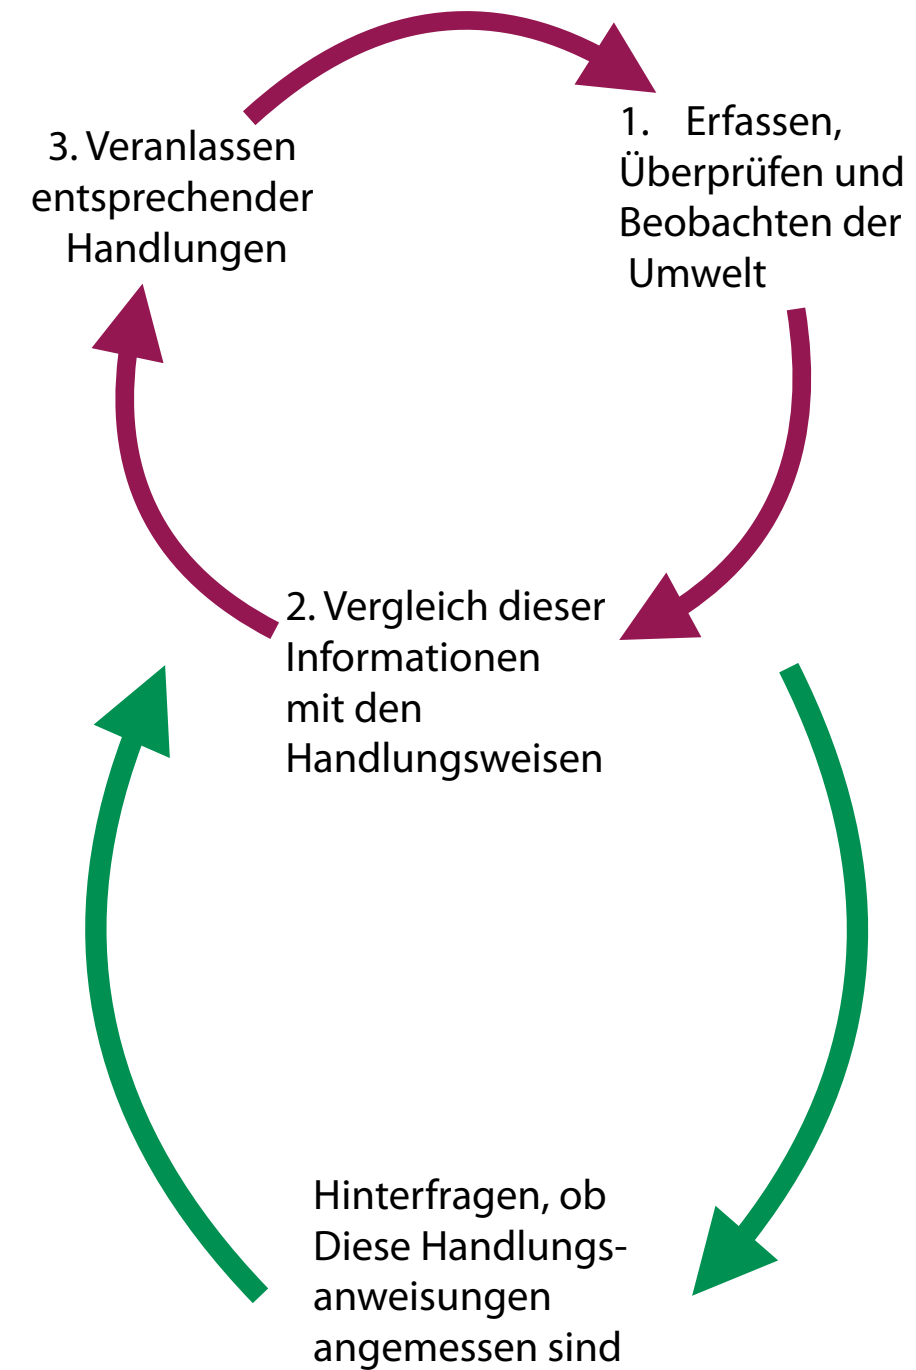 1. Erfassen,
Überprüfen und
Beobachten der
Umwelt
2. Vergleich dieser
Informationen
mit den
Handlungsweisen
3. Veranlassen
entsprechender
Handlungen
Hinterfragen, ob
Diese Handlungs-
anweisungen
angemessen sind